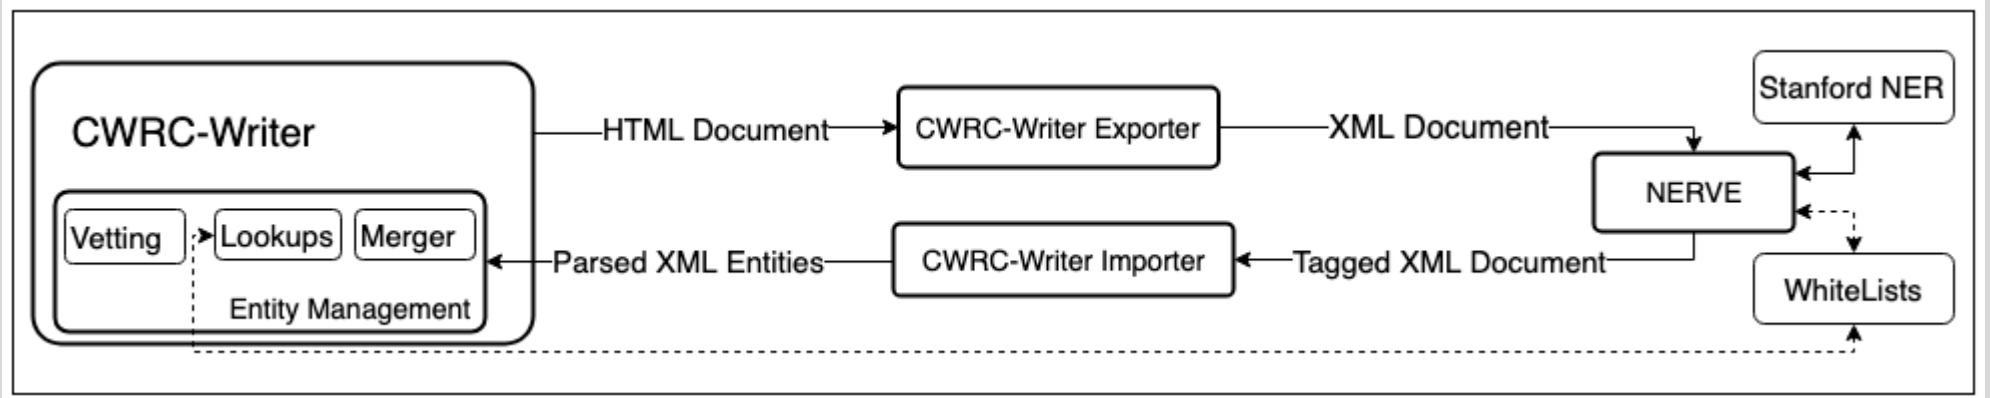 CWRC-Writer
Vetting
Lookups
Merger
Entity Management
HTML Document
CWRC-Writer Exporter
XML Document
Stanford NER
NERVE
WhiteLists
Tagged XML Document
CWRC-Writer Importer
Parsed XML Entities